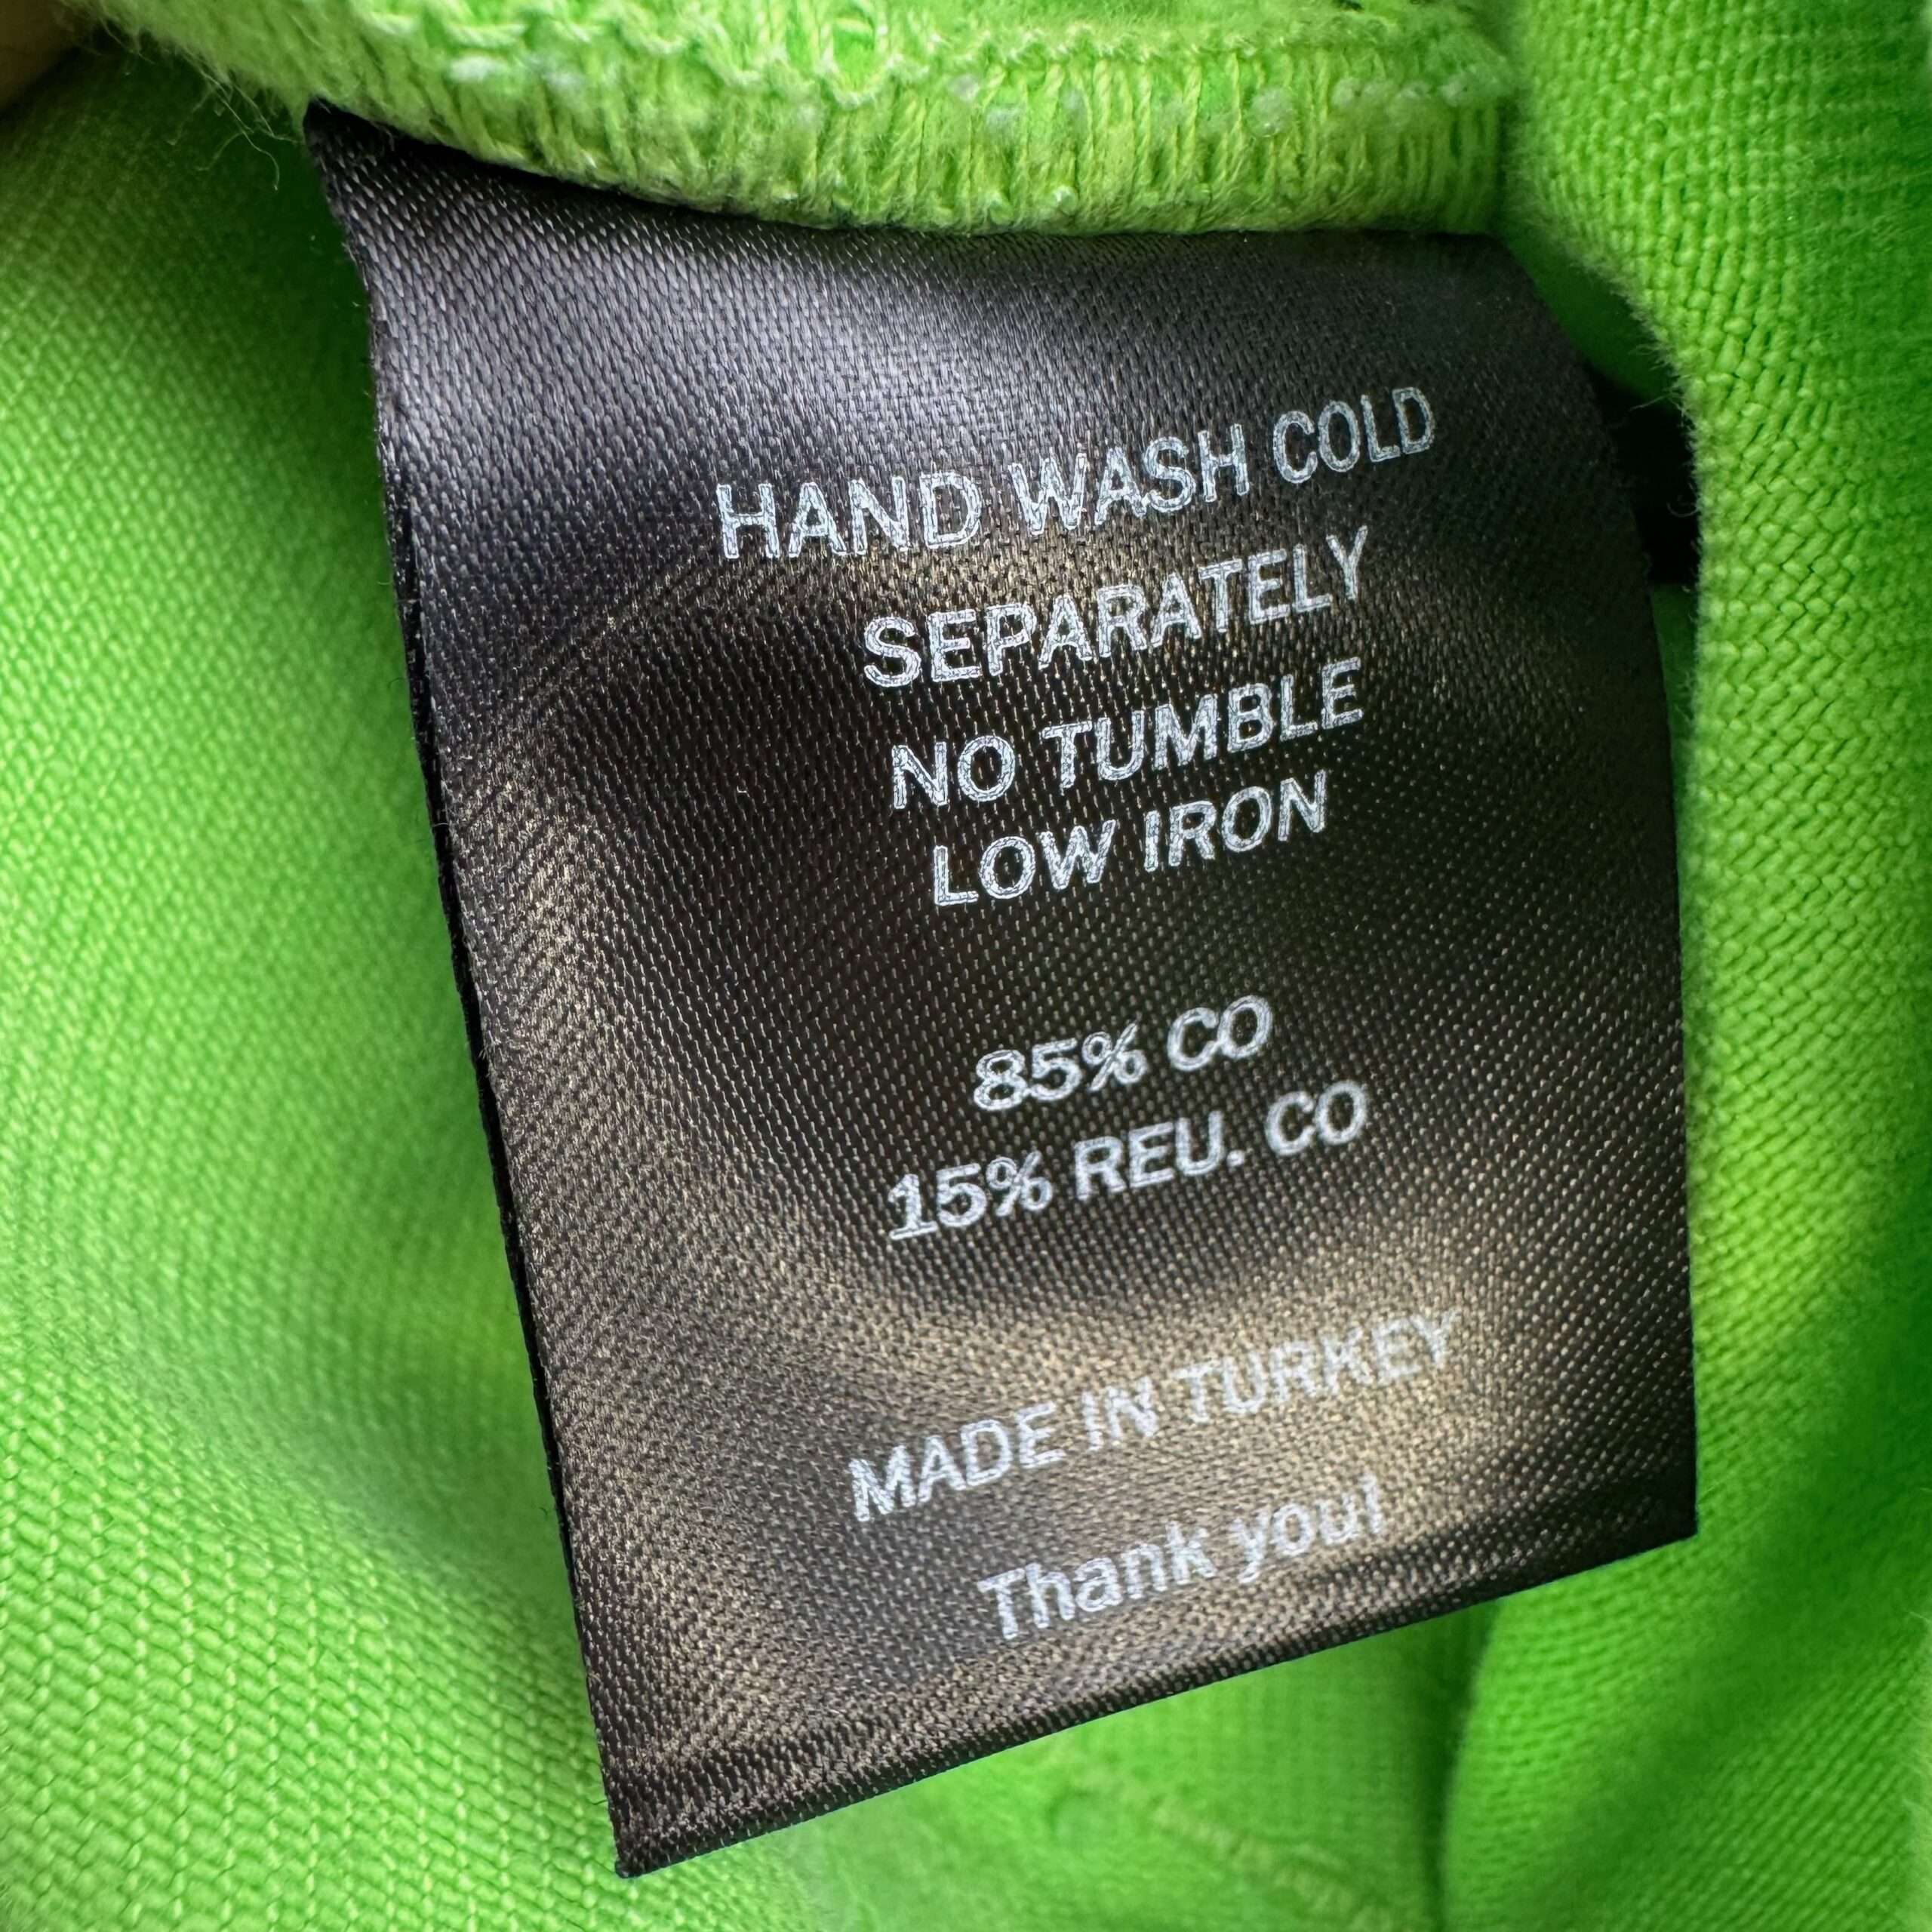 HAND WASH COLD
SEPARATELY
NO TUMBLE
LOW IRON
85% CO
15% REU. CO
MADE IN TURKEY
Thank you!